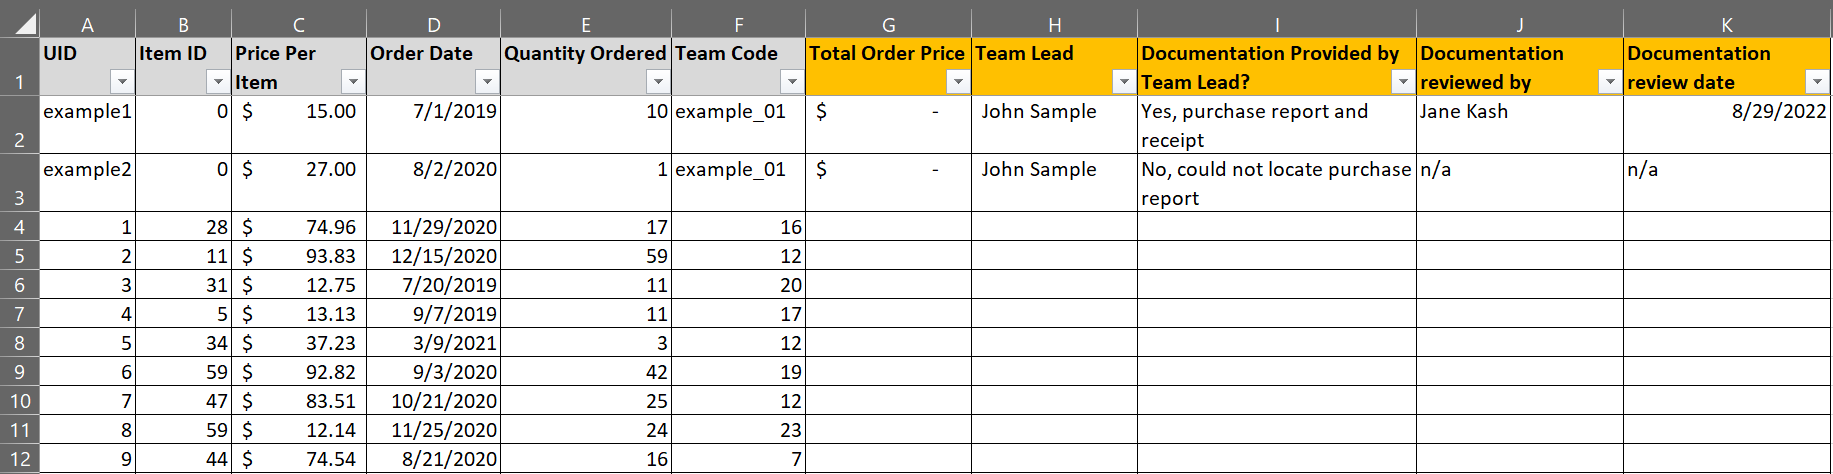 A B C D E F G H I J K
1 UID Item ID Price Per Item Order Date Quantity Ordered Team Code Total Order Price Team Lead Documentation Provided by Team Lead? Documentation reviewed by Documentation review date
2 example1 0 $ 15.00 7/1/2019 10 example_01 $ - John Sample Yes, purchase report and receipt Jane Kash 8/29/2022
3 example2 0 $ 27.00 8/2/2020 1 example_01 $ - John Sample No, could not locate purchase report n/a n/a
4 1 28 $ 74.96 11/29/2020 17 16
5 2 11 $ 93.83 12/15/2020 59 12
6 3 31 $ 12.75 7/20/2019 11 20
7 4 5 $ 13.13 9/7/2019 11 17
8 5 34 $ 37.23 3/9/2021 3 12
9 6 59 $ 92.82 9/3/2020 42 19
10 7 47 $ 83.51 10/21/2020 25 12
11 8 59 $ 12.14 11/25/2020 24 23
12 9 44 $ 74.54 8/21/2020 16 7